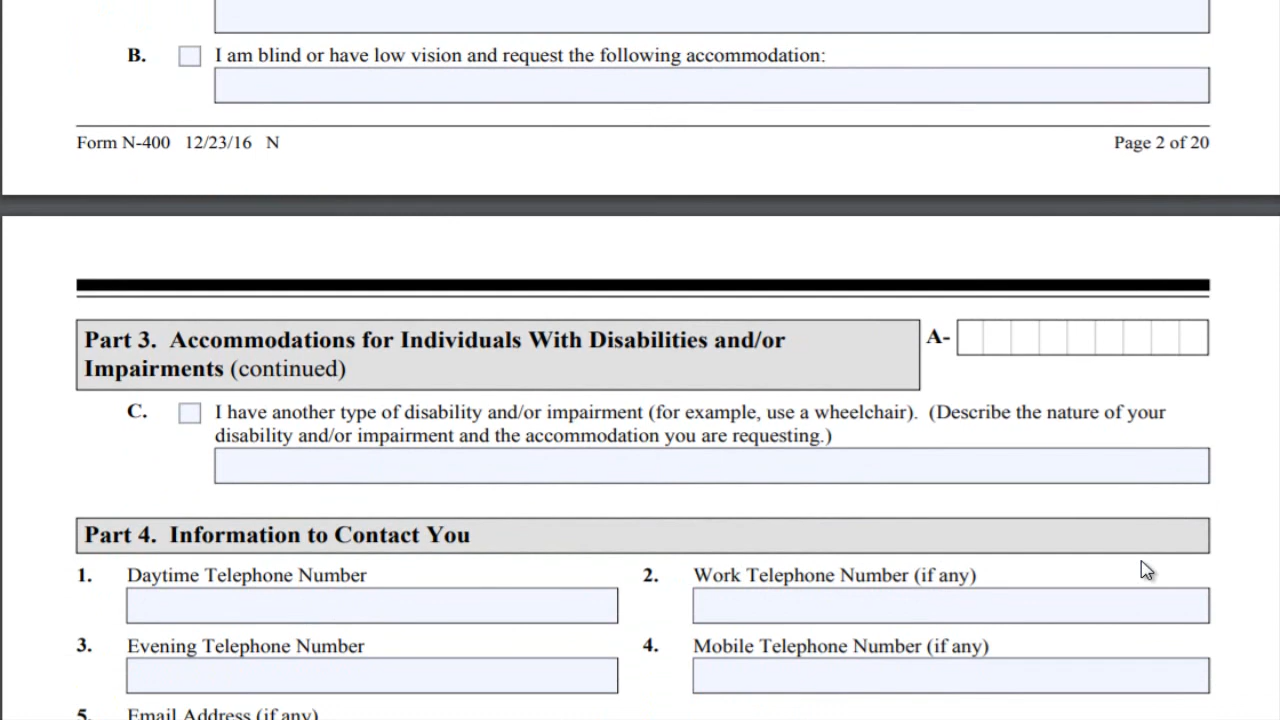 B. I am blind or have low vision and request the following accommodation:
Form N-400 12/23/16 N Page 2 of 20
Part 3. Accommodations for Individuals With Disabilities and/or
Impairments (continued)
A-
C. I have another type of disability and/or impairment (for example, use a wheelchair). (Describe the nature of your
disability and/or impairment and the accommodation you are requesting.)
Part 4. Information to Contact You
1. Daytime Telephone Number
2. Work Telephone Number (if any)
3. Evening Telephone Number
4. Mobile Telephone Number (if any)
5. Email Address (if any)